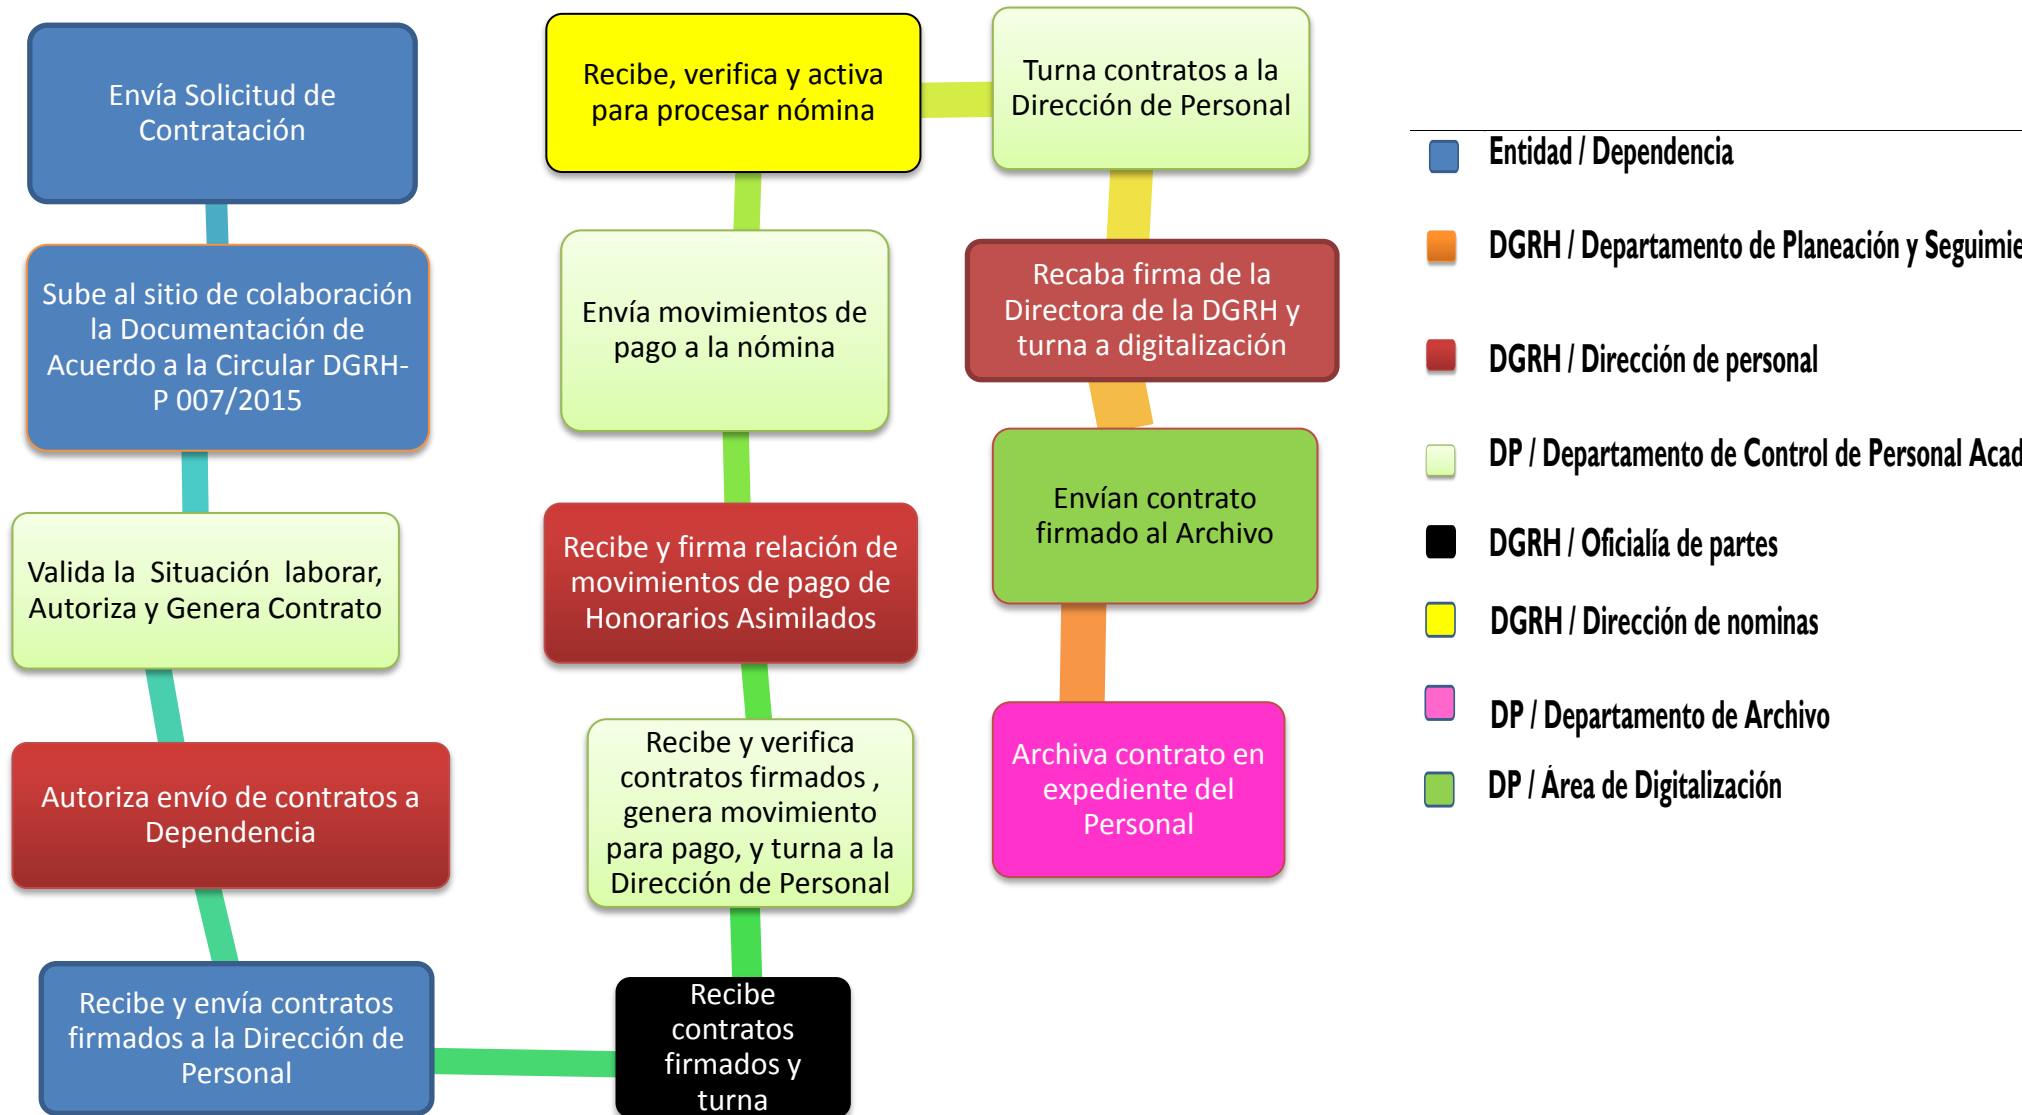 Envía Solicitud de
Contratación
Sube al sitio de colaboración
la Documentación de
Acuerdo a la Circular DGRH-
P 007/2015
Valida la Situación laborar,
Autoriza y Genera Contrato
Autoriza envío de contratos a
Dependencia
Recibe y envía contratos
firmados a la Dirección de
Personal
Recibe
contratos
firmados y
turna
Recibe y verifica
contratos firmados ,
genera movimiento
para pago, y turna a la
Dirección de Personal
Recibe y firma relación de
movimientos de pago de
Honorarios Asimilados
Envía movimientos de
pago a la nómina
Recibe, verifica y activa
para procesar nómina
Turna contratos a la
Dirección de Personal
Recaba firma de la
Directora de la DGRH y
turna a digitalización
Envían contrato
firmado al Archivo
Archiva contrato en
expediente del
Personal
Entidad / Dependencia
DGRH / Departamento de Planeación y Seguimie
DGRH / Dirección de personal
DP / Departamento de Control de Personal Acad
DGRH / Oficialía de partes
DGRH / Dirección de nominas
DP / Departamento de Archivo
DP / Área de Digitalización